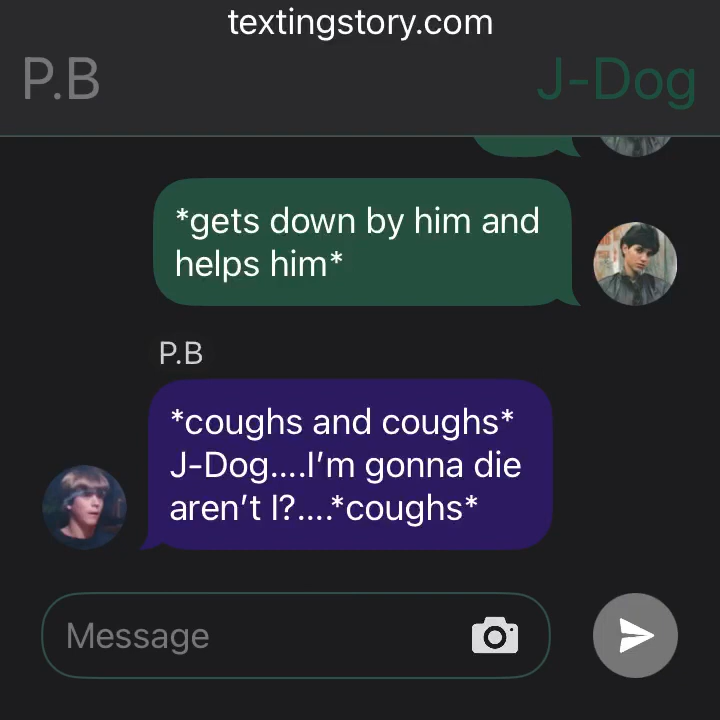 textingstory.com
P.B J-Dog
*gets down by him and
helps him*
P.B
*coughs and coughs*
J-Dog....I’m gonna die
aren’t I?....*coughs*
Message